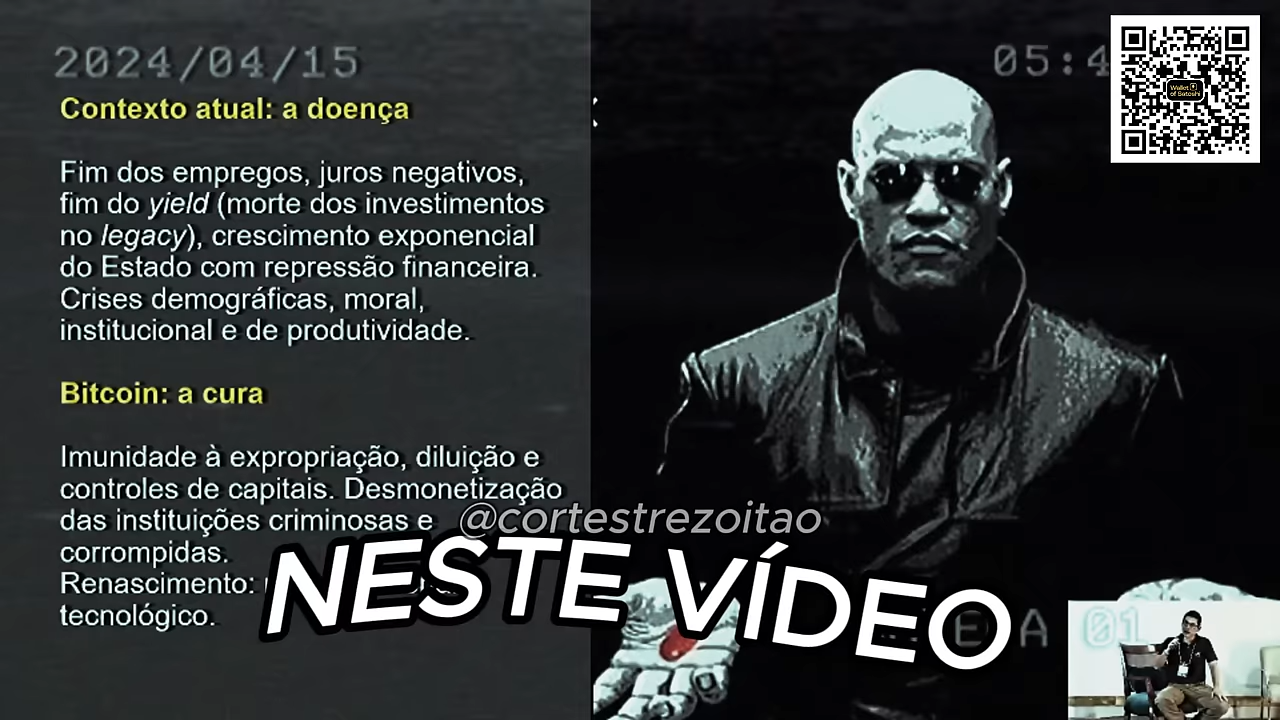 2024/04/15
05:4
Wallet
of Satoshi
Contexto atual: a doença
Fim dos empregos, juros negativos,
fim do yield (morte dos investimentos
no legacy), crescimento exponencial
do Estado com repressão financeira.
Crises demográficas, moral,
institucional e de produtividade.
Bitcoin: a cura
Imunidade à expropriação, diluição e
controles de capitais. Desmonetização
das instituições criminosas e
corrompidas.
Renascimento:
tecnológico.
@cortestrezoitao
NESTE VÍDEO
01